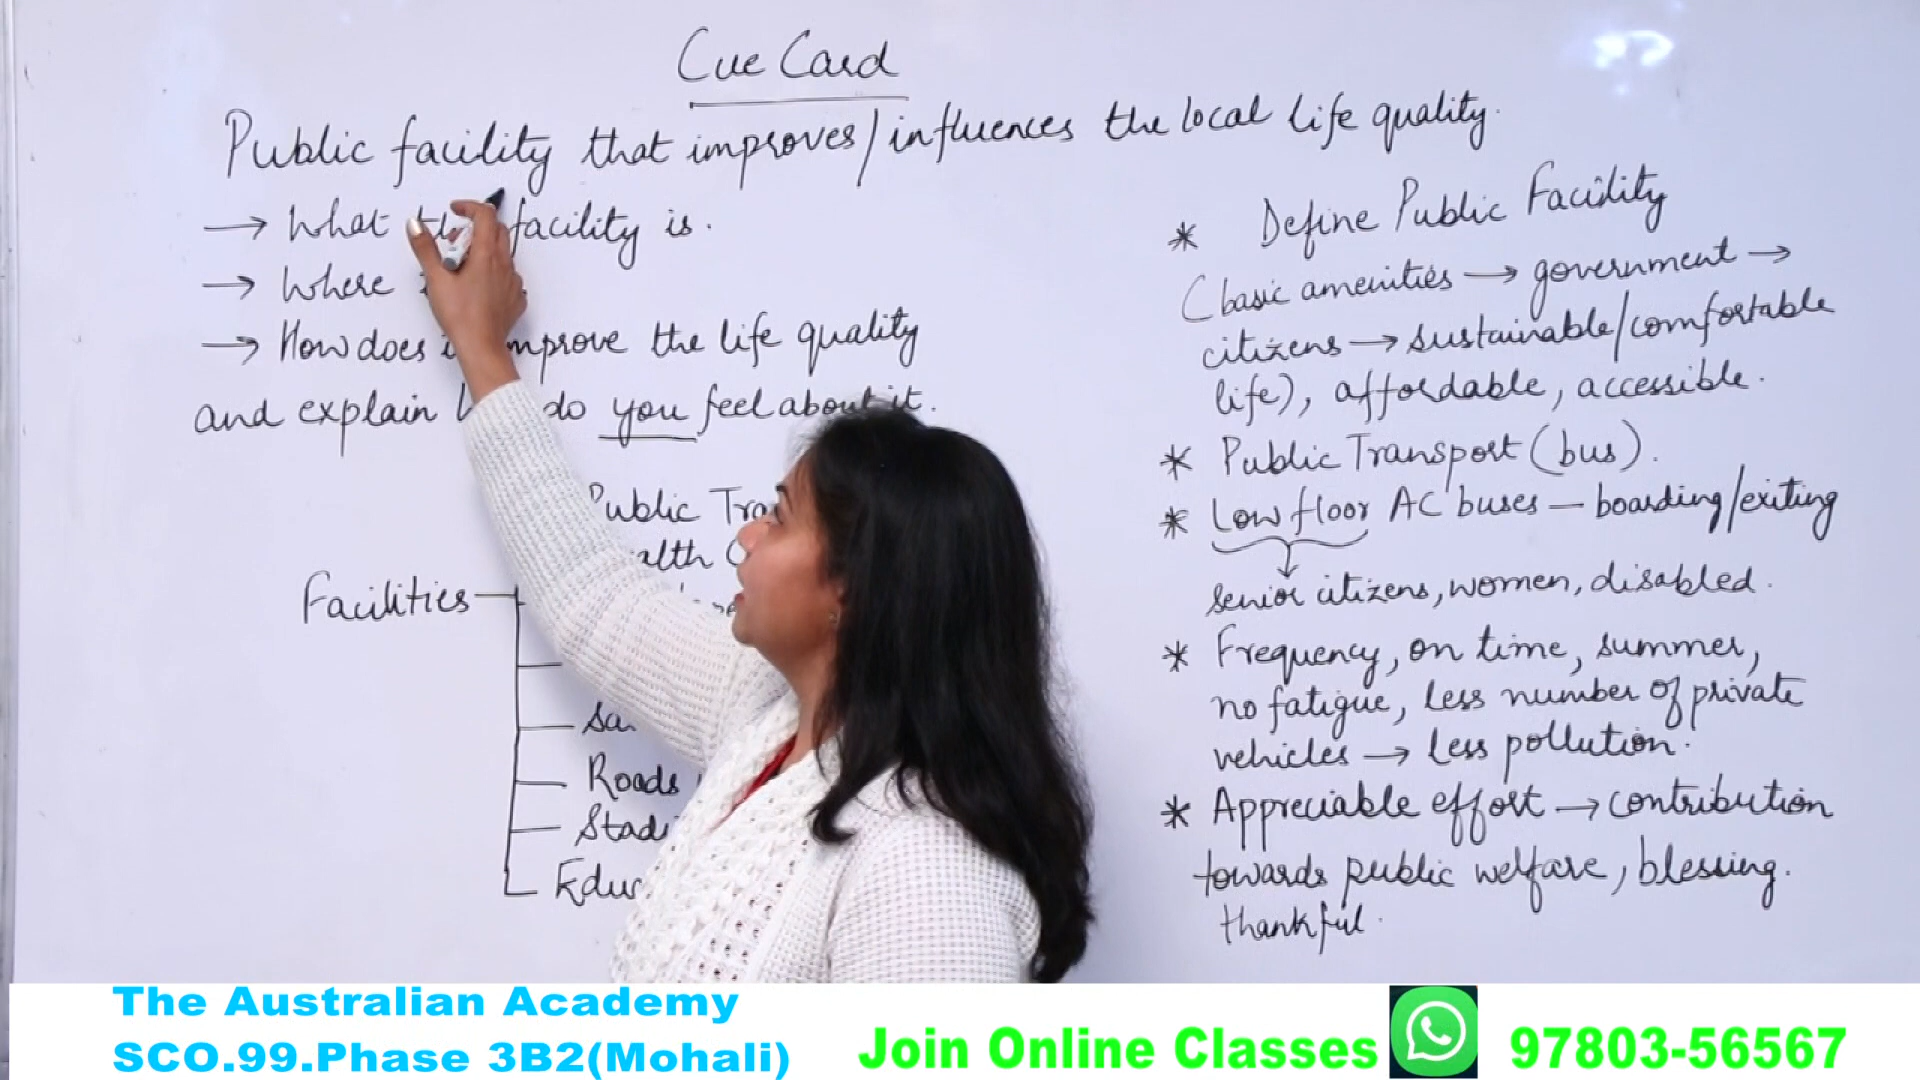 Cue Card
Public facility that improves/influences the local life quality.
→ What facility is.
→ Where
→ How does improve the life quality
and explain do you feel about it.
Facilities
Public
Roads
* Define Public Facility
(basic amenities → government →
citizens → sustainable/comfortable
life), affordable, accessible.
* Public Transport (bus).
* Low floor AC buses – boarding/exiting
senior citizens, women, disabled.
* Frequency, on time, summer,
no fatigue, less number of private
vehicles → less pollution.
* Appreciable effort → contribution
towards public welfare, blessing.
thankful.
The Australian Academy
SCO.99.Phase 3B2(Mohali)
Join Online Classes 97803-56567